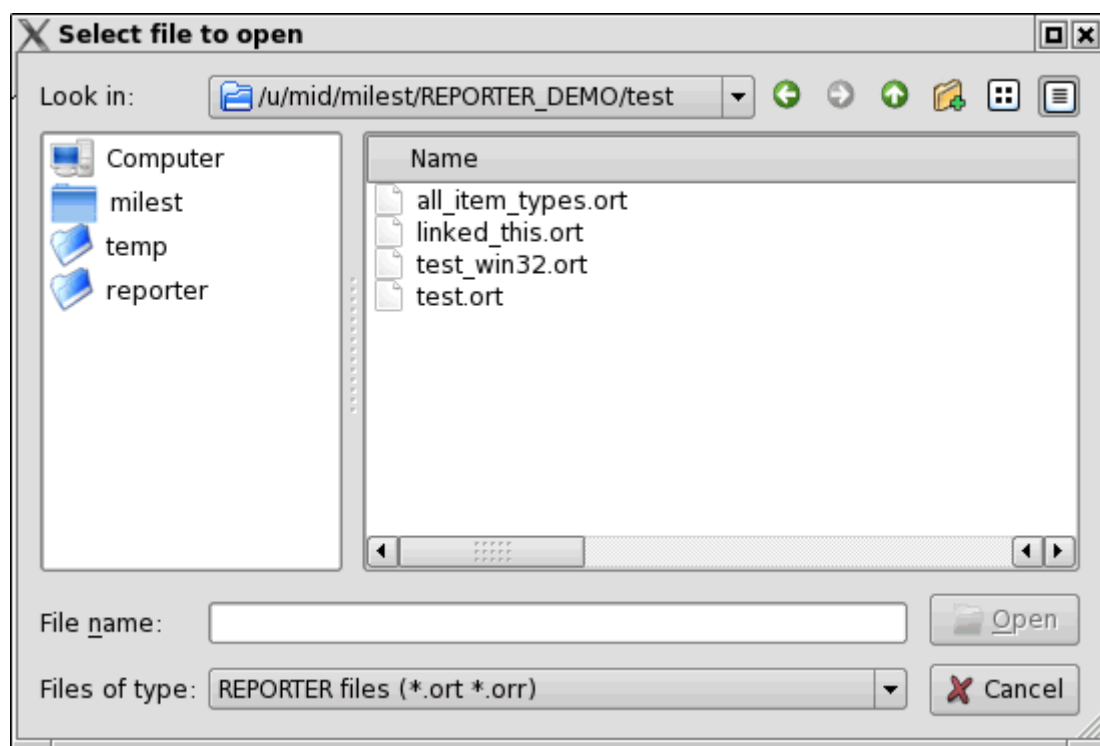 Select file to open
Look in: /u/mid/milest/REPORTER_DEMO/test
Computer
milest
temp
reporter
Name
all_item_types.ort
linked_this.ort
test_win32.ort
test.ort
File name: Open
Files of type: REPORTER files (*.ort *.orr) Cancel